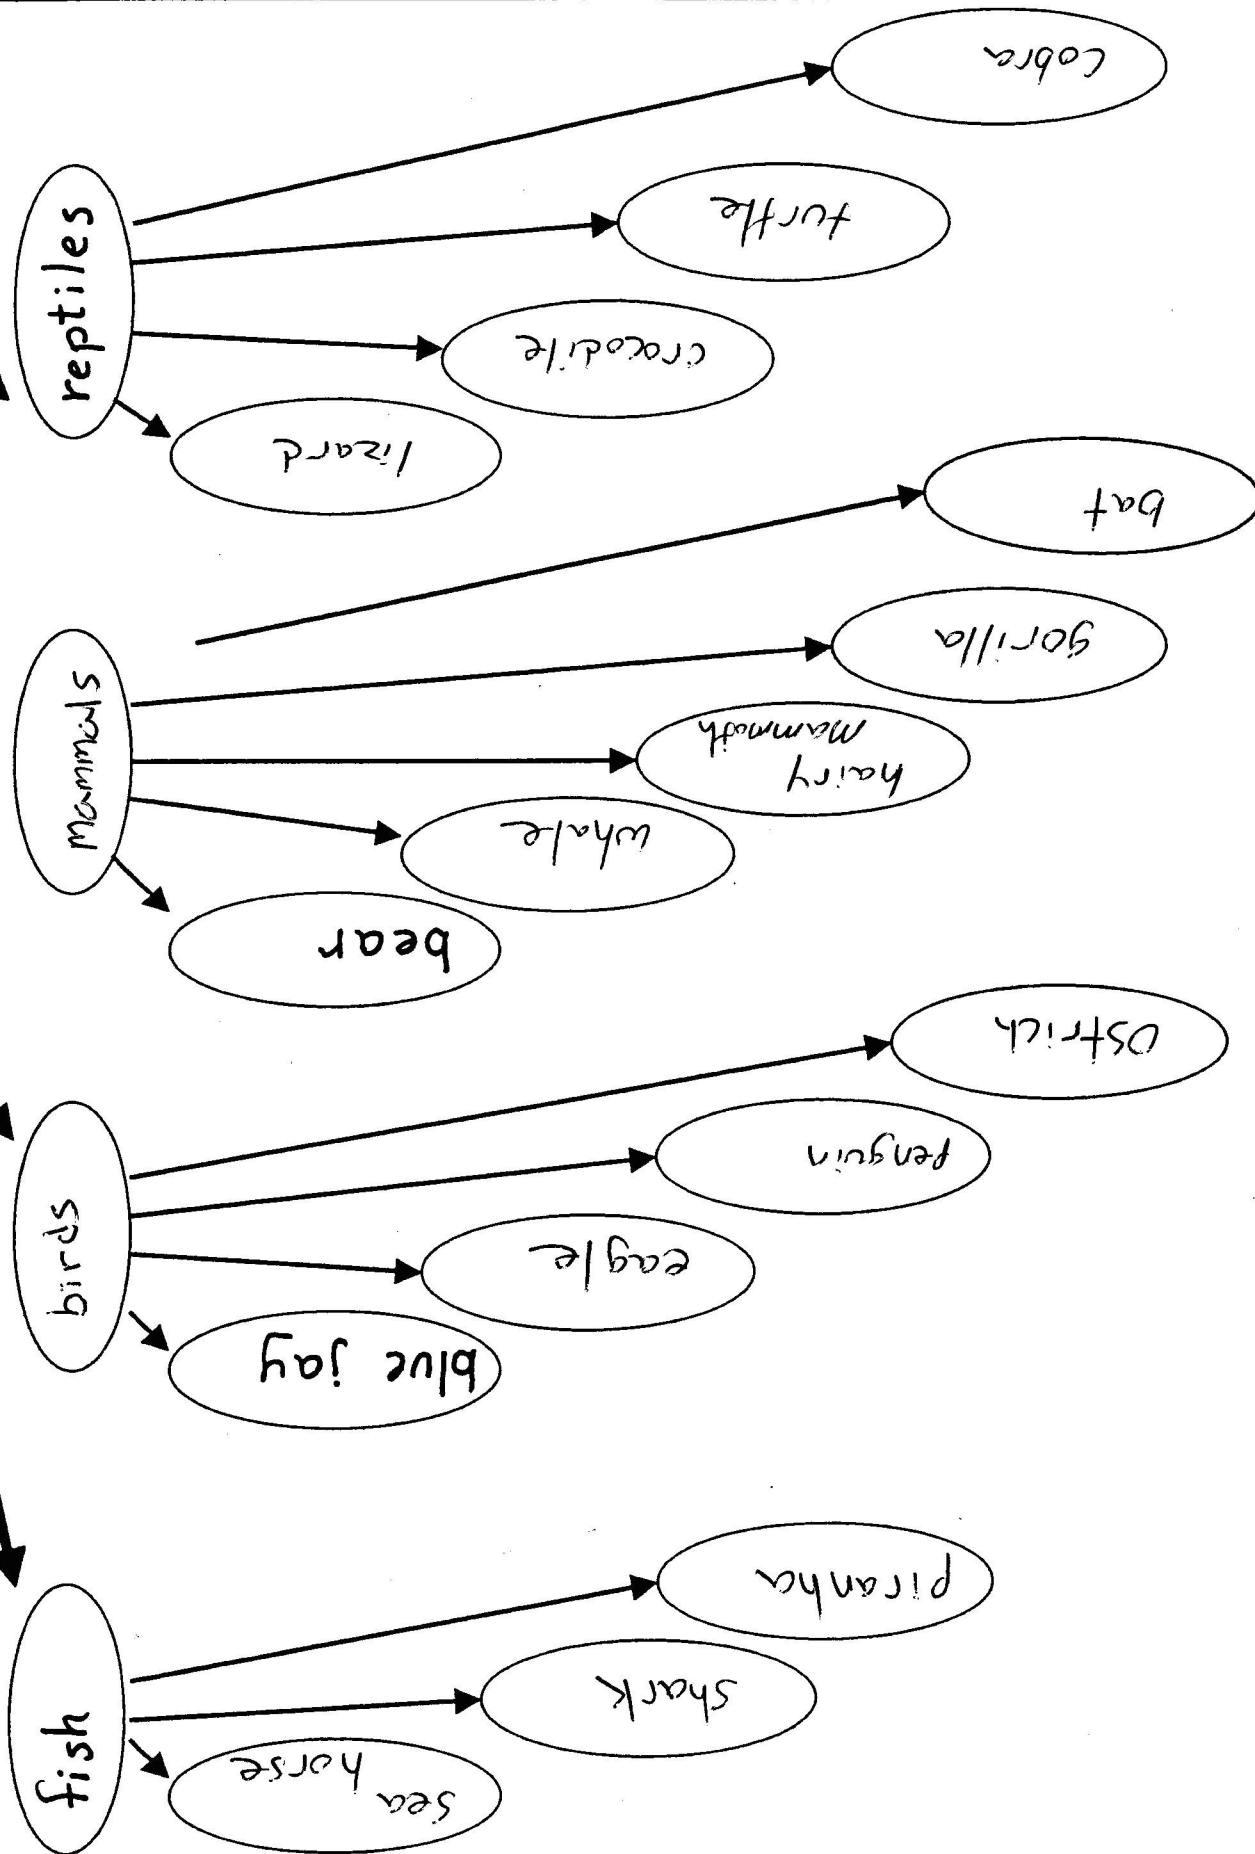 fish
sea
horse
shark
piranha
birds
blue jay
eagle
penguin
ostrich
mammals
bear
whale
hairy
mammoth
gorilla
bat
reptiles
lizard
crocodile
turtle
cobra